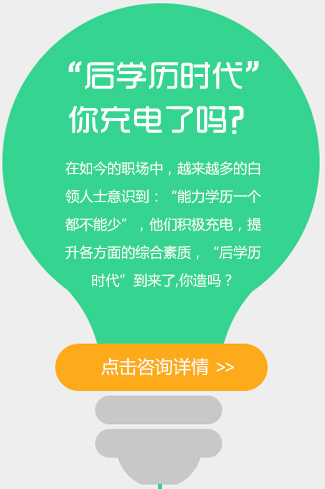 “后学历时代”
你充电了吗?
在如今的职场中，越来越多的白
领人士意识到：“能力学历一个
都不能少”，他们积极充电，提
升各方面的综合素质，“后学历
时代”到来了,你造吗？
点击咨询详情 >>